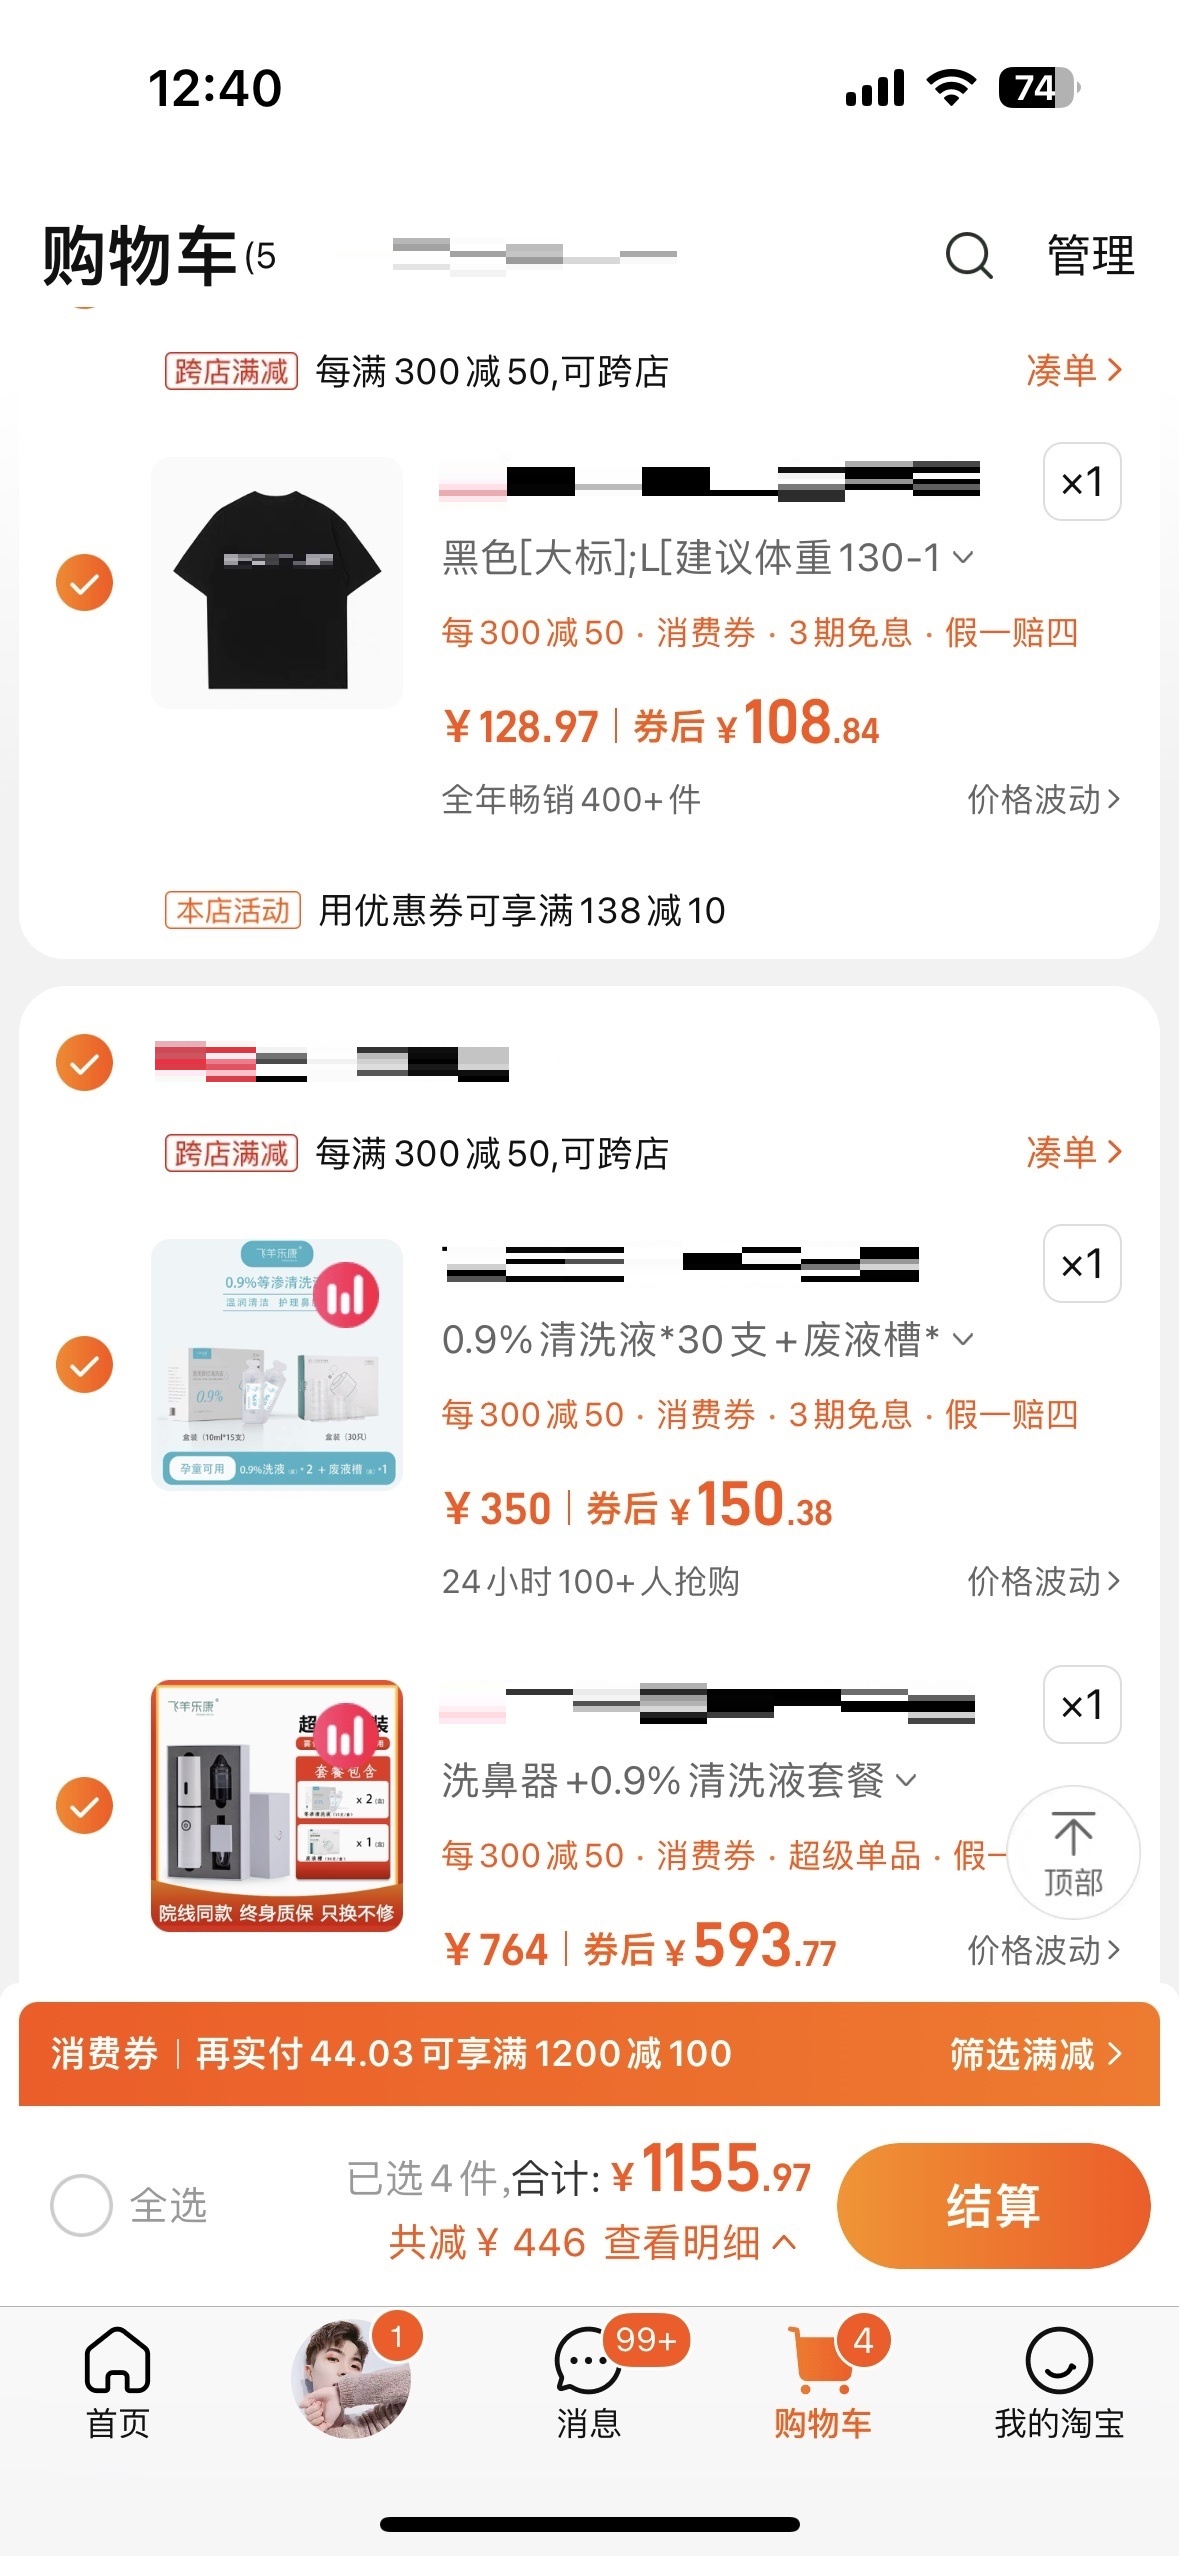 12:40
74
购物车(5
管理
跨店满减 每满300减50,可跨店 凑单
×1
黑色[大标];L[建议体重130-1
每300减50 · 消费券 · 3期免息 · 假一赔四
￥128.97 券后￥108.84
全年畅销400+件 价格波动
本店活动 用优惠券可享满138减10
跨店满减 每满300减50,可跨店 凑单
×1
飞羊乐康
0.9%等渗清洗
温润清洁 护理鼻
0.9%
盒装（10ml*15支） 盒装（30只）
孕童可用 0.9%洗液 *2 + 废液槽 *1
0.9%清洗液*30支+废液槽*
每300减50 · 消费券 · 3期免息 · 假一赔四
￥350 券后￥150.38
24小时100+人抢购 价格波动
×1
飞羊乐康
超 装
套餐包含
x 2
x 1
院线同款 终身质保 只换不修
洗鼻器+0.9%清洗液套餐
每300减50 · 消费券 · 超级单品 · 假一
顶部
￥764 券后￥593.77 价格波动
消费券 再实付44.03可享满1200减100 筛选满减
全选
已选4件,合计:￥1155.97
共减￥446 查看明细
结算
1
99+
4
首页
消息
购物车
我的淘宝